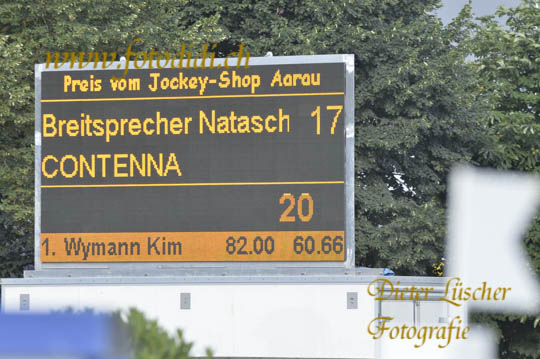 www.fotodidi.ch
Preis vom Jockey-Shop Aarau
Breitsprecher Natasch 17
CONTENNA
20
1. Wymann Kim 82.00 60.66
Dieter Lüscher
Fotografie